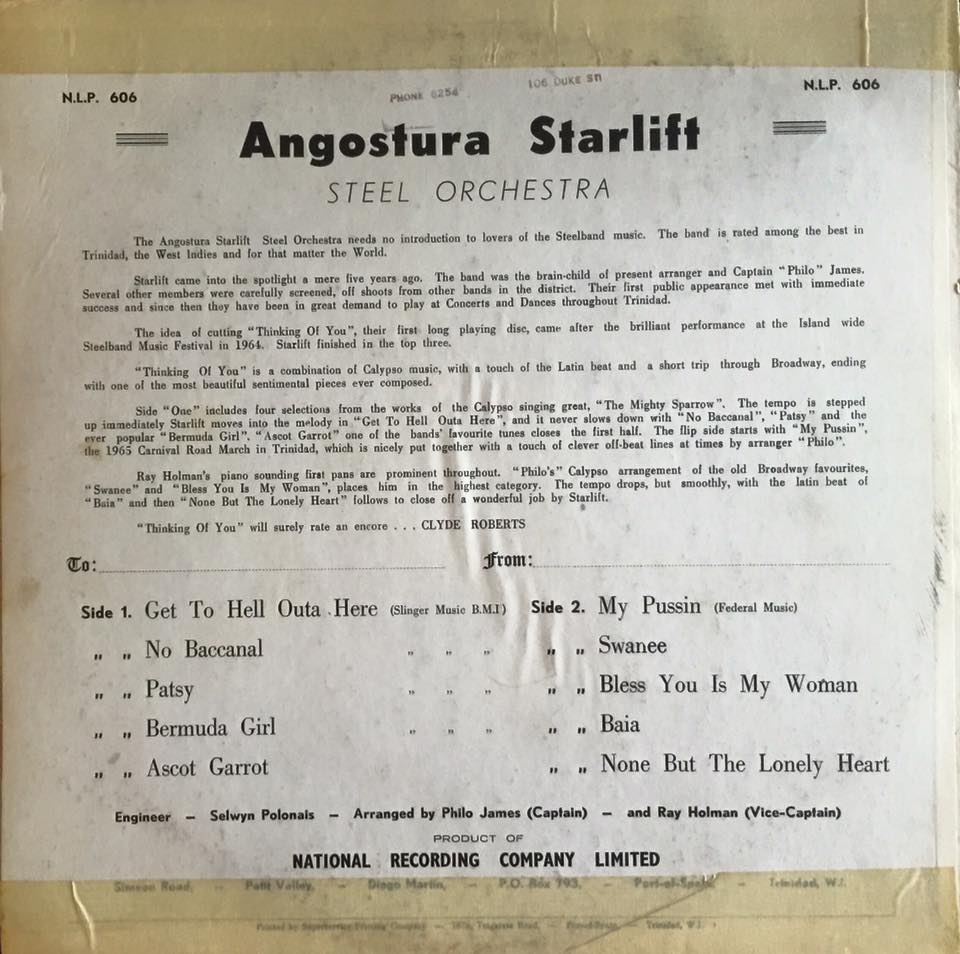 N.L.P. 606
PHONE 6254
106 DUKE ST
N.L.P. 606
Angostura Starlift
STEEL ORCHESTRA
The Angostura Starlift Steel Orchestra needs no introduction to lovers of the Steelband music. The band is rated among the best in
Trinidad, the West Indies and for that matter the World.
Starlift came into the spotlight a mere five years ago. The band was the brain-child of present arranger and Captain "Philo" James.
Several other members were carefully screened, off shoots from other bands in the district. Their first public appearance met with immediate
success and since then they have been in great demand to play at Concerts and Dances throughout Trinidad.
The idea of cutting "Thinking Of You", their first long playing disc, came after the brilliant performance at the Island wide
Steelband Music Festival in 1964. Starlift finished in the top three.
"Thinking Of You" is a combination of Calypso music, with a touch of the Latin beat and a short trip through Broadway, ending
with one of the most beautiful sentimental pieces ever composed.
Side "One" includes four selections from the works of the Calypso singing great, "The Mighty Sparrow". The tempo is stepped
up immediately Starlift moves into the melody in "Get To Hell Outa Here", and it never slows down with "No Baccanal", "Patsy" and the
ever popular "Bermuda Girl". "Ascot Garrot" one of the bands' favourite tunes closes the first half. The flip side starts with "My Pussin",
the 1965 Carnival Road March in Trinidad, which is nicely put together with a touch of clever off-beat lines at times by arranger "Philo".
Ray Holman's piano sounding first pans are prominent throughout. "Philo's" Calypso arrangement of the old Broadway favourites,
"Swanee" and "Bless You Is My Woman", places him in the highest category. The tempo drops, but smoothly, with the latin beat of
"Baia" and then "None But The Lonely Heart" follows to close off a wonderful job by Starlift.
"Thinking Of You" will surely rate an encore . . . CLYDE ROBERTS
To:
From:
Side 1. Get To Hell Outa Here (Slinger Music B.M.I)
" " No Baccanal " " "
" " Patsy " " "
" " Bermuda Girl " " "
" " Ascot Garrot
Side 2. My Pussin (Federal Music)
" " Swanee
" " Bless You Is My Woman
" " Baia
" " None But The Lonely Heart
Engineer — Selwyn Polonais — Arranged by Philo James (Captain) — and Ray Holman (Vice-Captain)
PRODUCT OF
NATIONAL RECORDING COMPANY LIMITED
Simeon Road, — Petit Valley, — Diego Martin, — P.O. Box 793, — Port-of-Spain — Trinidad, W.I.
Printed by Printing Company — Road, — Port-of-Spain — Trinidad, W.I.